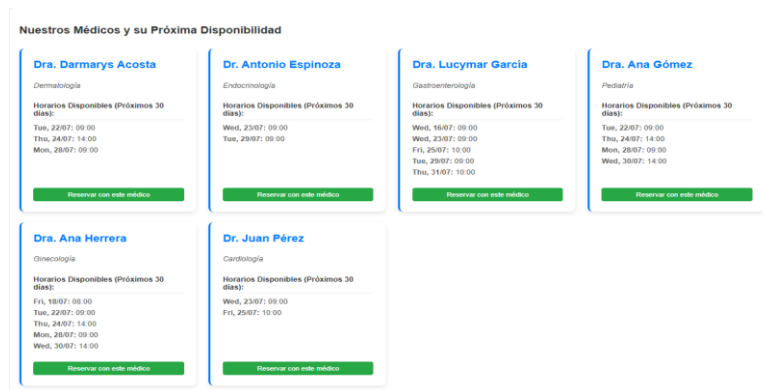 Nuestros Médicos y su Próxima Disponibilidad
Dra. Darmarys Acosta
Dermatología
Horarios Disponibles (Próximos 30
días):
Tue, 22/07: 09:00
Thu, 24/07: 14:00
Mon, 28/07: 09:00
Reservar con este médico
Dr. Antonio Espinoza
Endocrinología
Horarios Disponibles (Próximos 30
días):
Wed, 23/07: 09:00
Tue, 29/07: 09:00
Reservar con este médico
Dra. Lucymar García
Gastroenterología
Horarios Disponibles (Próximos 30
días):
Wed, 16/07: 09:00
Wed, 23/07: 09:00
Fri, 25/07: 10:00
Tue, 29/07: 09:00
Thu, 31/07: 10:00
Reservar con este médico
Dra. Ana Gómez
Pediatría
Horarios Disponibles (Próximos 30
días):
Tue, 22/07: 09:00
Thu, 24/07: 14:00
Mon, 28/07: 09:00
Wed, 30/07: 14:00
Reservar con este médico
Dra. Ana Herrera
Ginecología
Horarios Disponibles (Próximos 30
días):
Fri, 18/07: 08:00
Tue, 22/07: 09:00
Thu, 24/07: 14:00
Mon, 28/07: 09:00
Wed, 30/07: 14:00
Reservar con este médico
Dr. Juan Pérez
Cardiología
Horarios Disponibles (Próximos 30
días):
Wed, 23/07: 09:00
Fri, 25/07: 10:00
Reservar con este médico